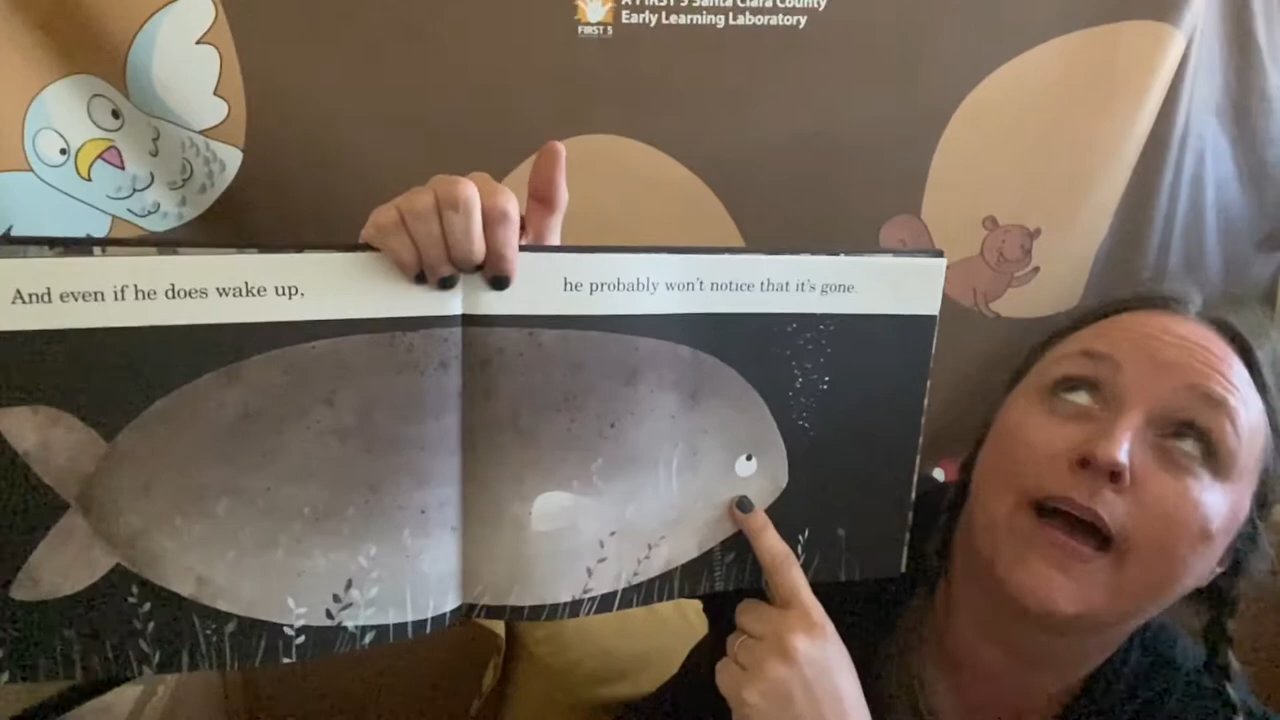 A FIRST 5 Santa Clara County
Early Learning Laboratory
FIRST 5
And even if he does wake up,
he probably won't notice that it's gone.